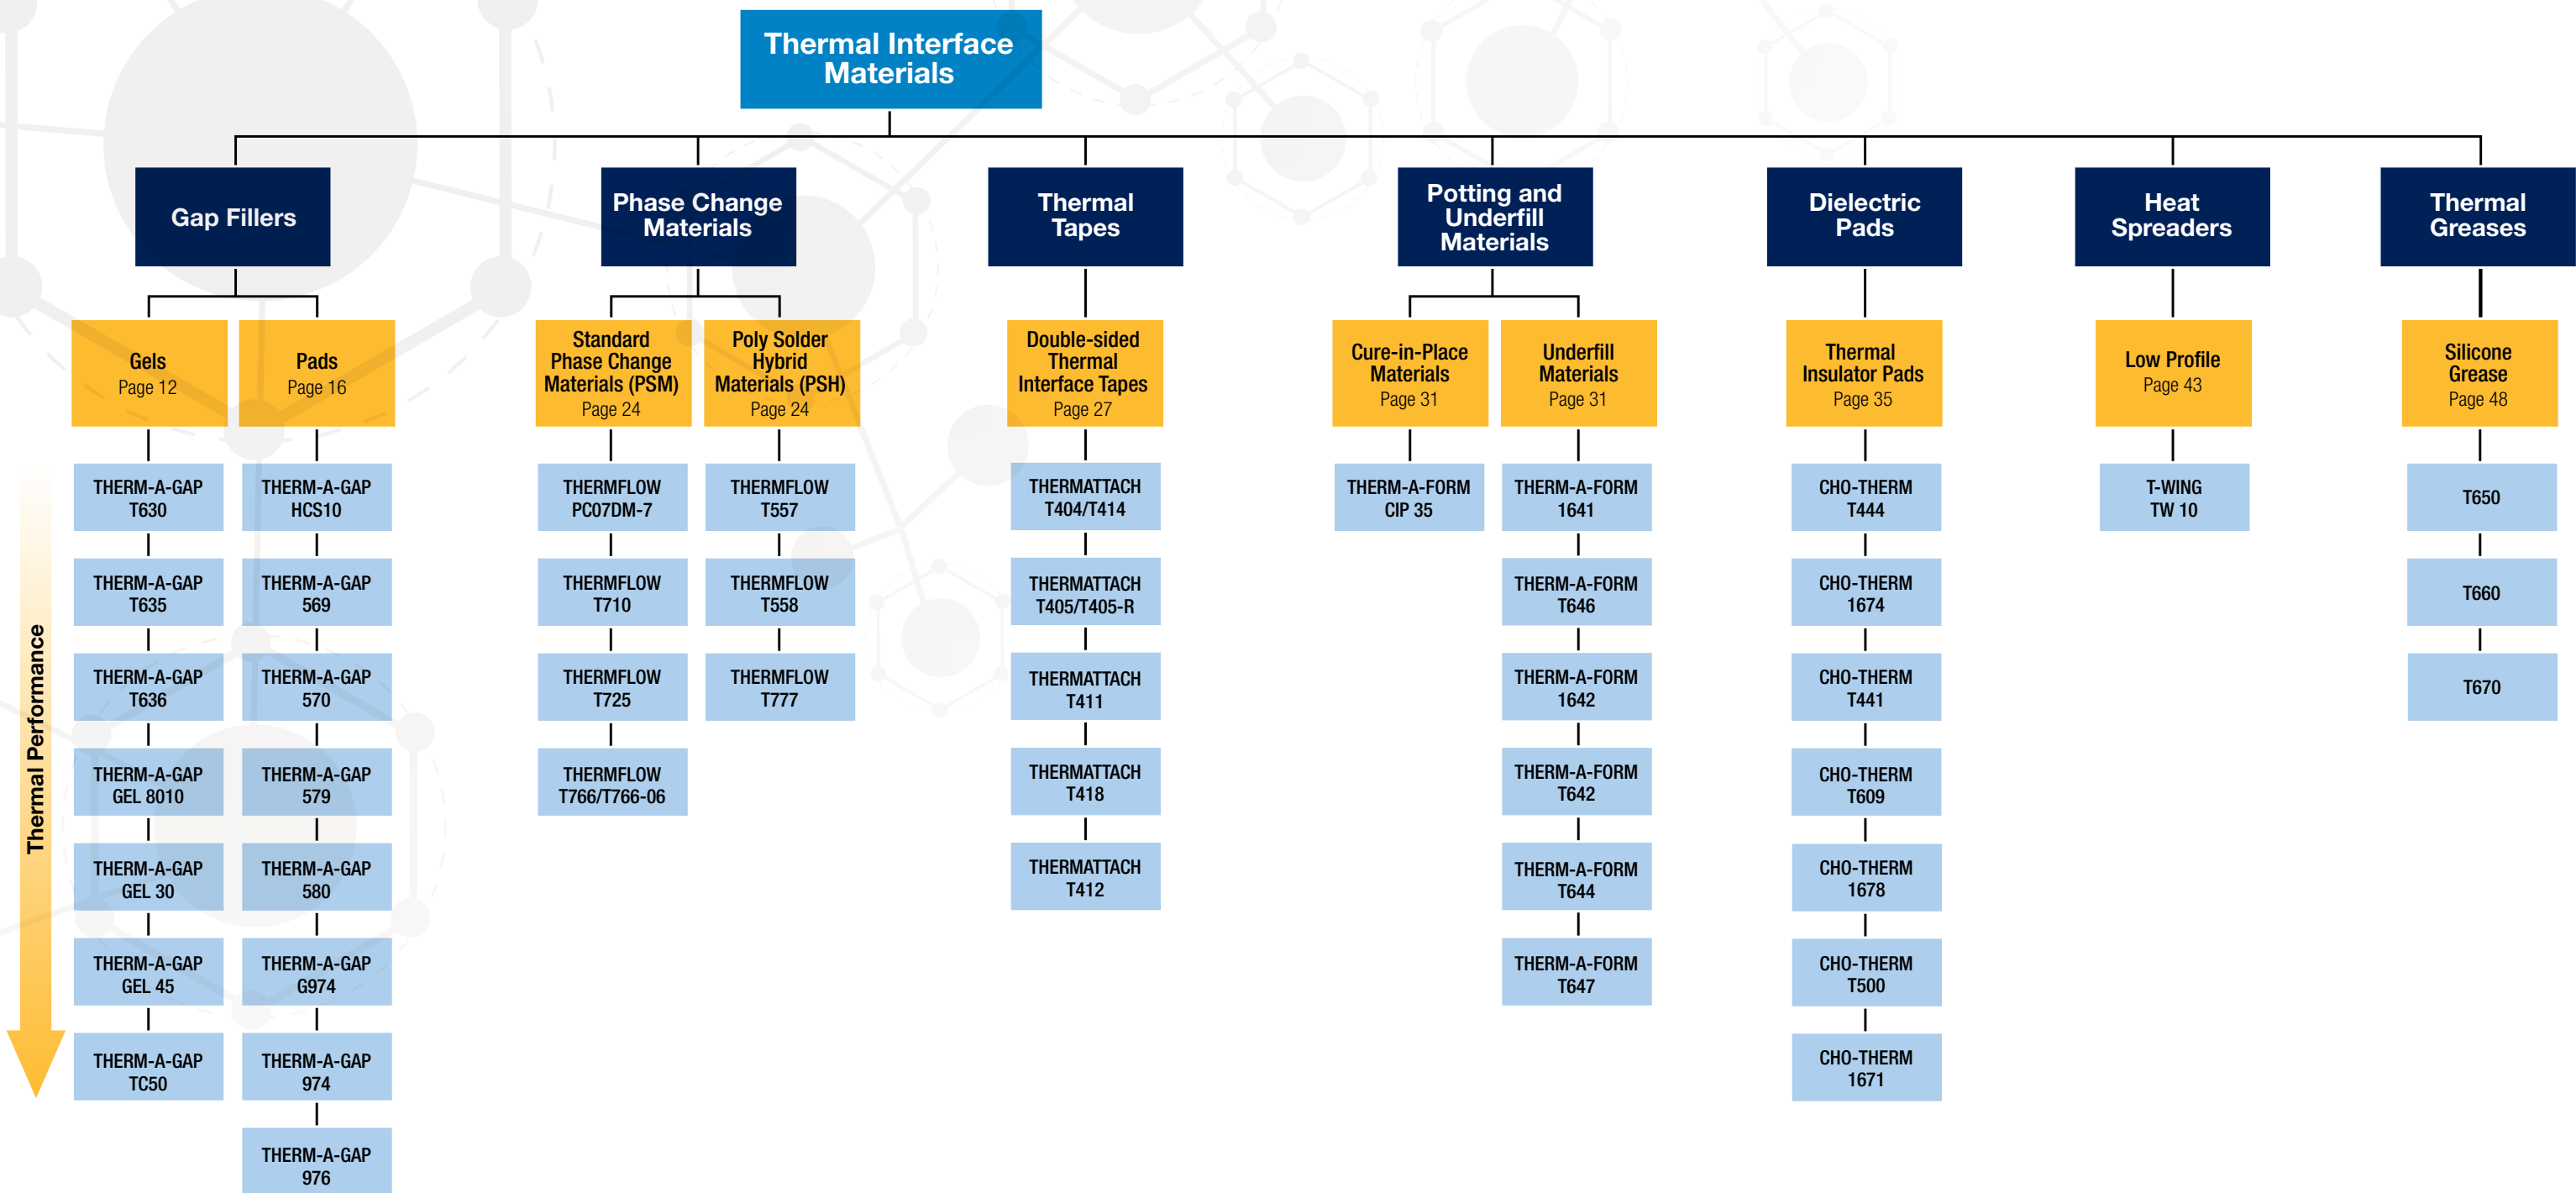 Thermal Interface
Materials
Gap Fillers
Phase Change
Materials
Thermal
Tapes
Potting and
Underfill
Materials
Dielectric
Pads
Heat
Spreaders
Thermal
Greases
Gels
Page 12
Pads
Page 16
Standard
Phase Change
Materials (PSM)
Page 24
Poly Solder
Hybrid
Materials (PSH)
Page 24
Double-sided
Thermal
Interface Tapes
Page 27
Cure-in-Place
Materials
Page 31
Underfill
Materials
Page 31
Thermal
Insulator Pads
Page 35
Low Profile
Page 43
Silicone
Grease
Page 48
Thermal Performance
THERM-A-GAP
T630
THERM-A-GAP
T635
THERM-A-GAP
T636
THERM-A-GAP
GEL 8010
THERM-A-GAP
GEL 30
THERM-A-GAP
GEL 45
THERM-A-GAP
TC50
THERM-A-GAP
HCS10
THERM-A-GAP
569
THERM-A-GAP
570
THERM-A-GAP
579
THERM-A-GAP
580
THERM-A-GAP
G974
THERM-A-GAP
974
THERM-A-GAP
976
THERMFLOW
PC07DM-7
THERMFLOW
T710
THERMFLOW
T725
THERMFLOW
T766/T766-06
THERMFLOW
T557
THERMFLOW
T558
THERMFLOW
T777
THERMATTACH
T404/T414
THERMATTACH
T405/T405-R
THERMATTACH
T411
THERMATTACH
T418
THERMATTACH
T412
THERM-A-FORM
CIP 35
THERM-A-FORM
1641
THERM-A-FORM
T646
THERM-A-FORM
1642
THERM-A-FORM
T642
THERM-A-FORM
T644
THERM-A-FORM
T647
CHO-THERM
T444
CHO-THERM
1674
CHO-THERM
T441
CHO-THERM
T609
CHO-THERM
1678
CHO-THERM
T500
CHO-THERM
1671
T-WING
TW 10
T650
T660
T670